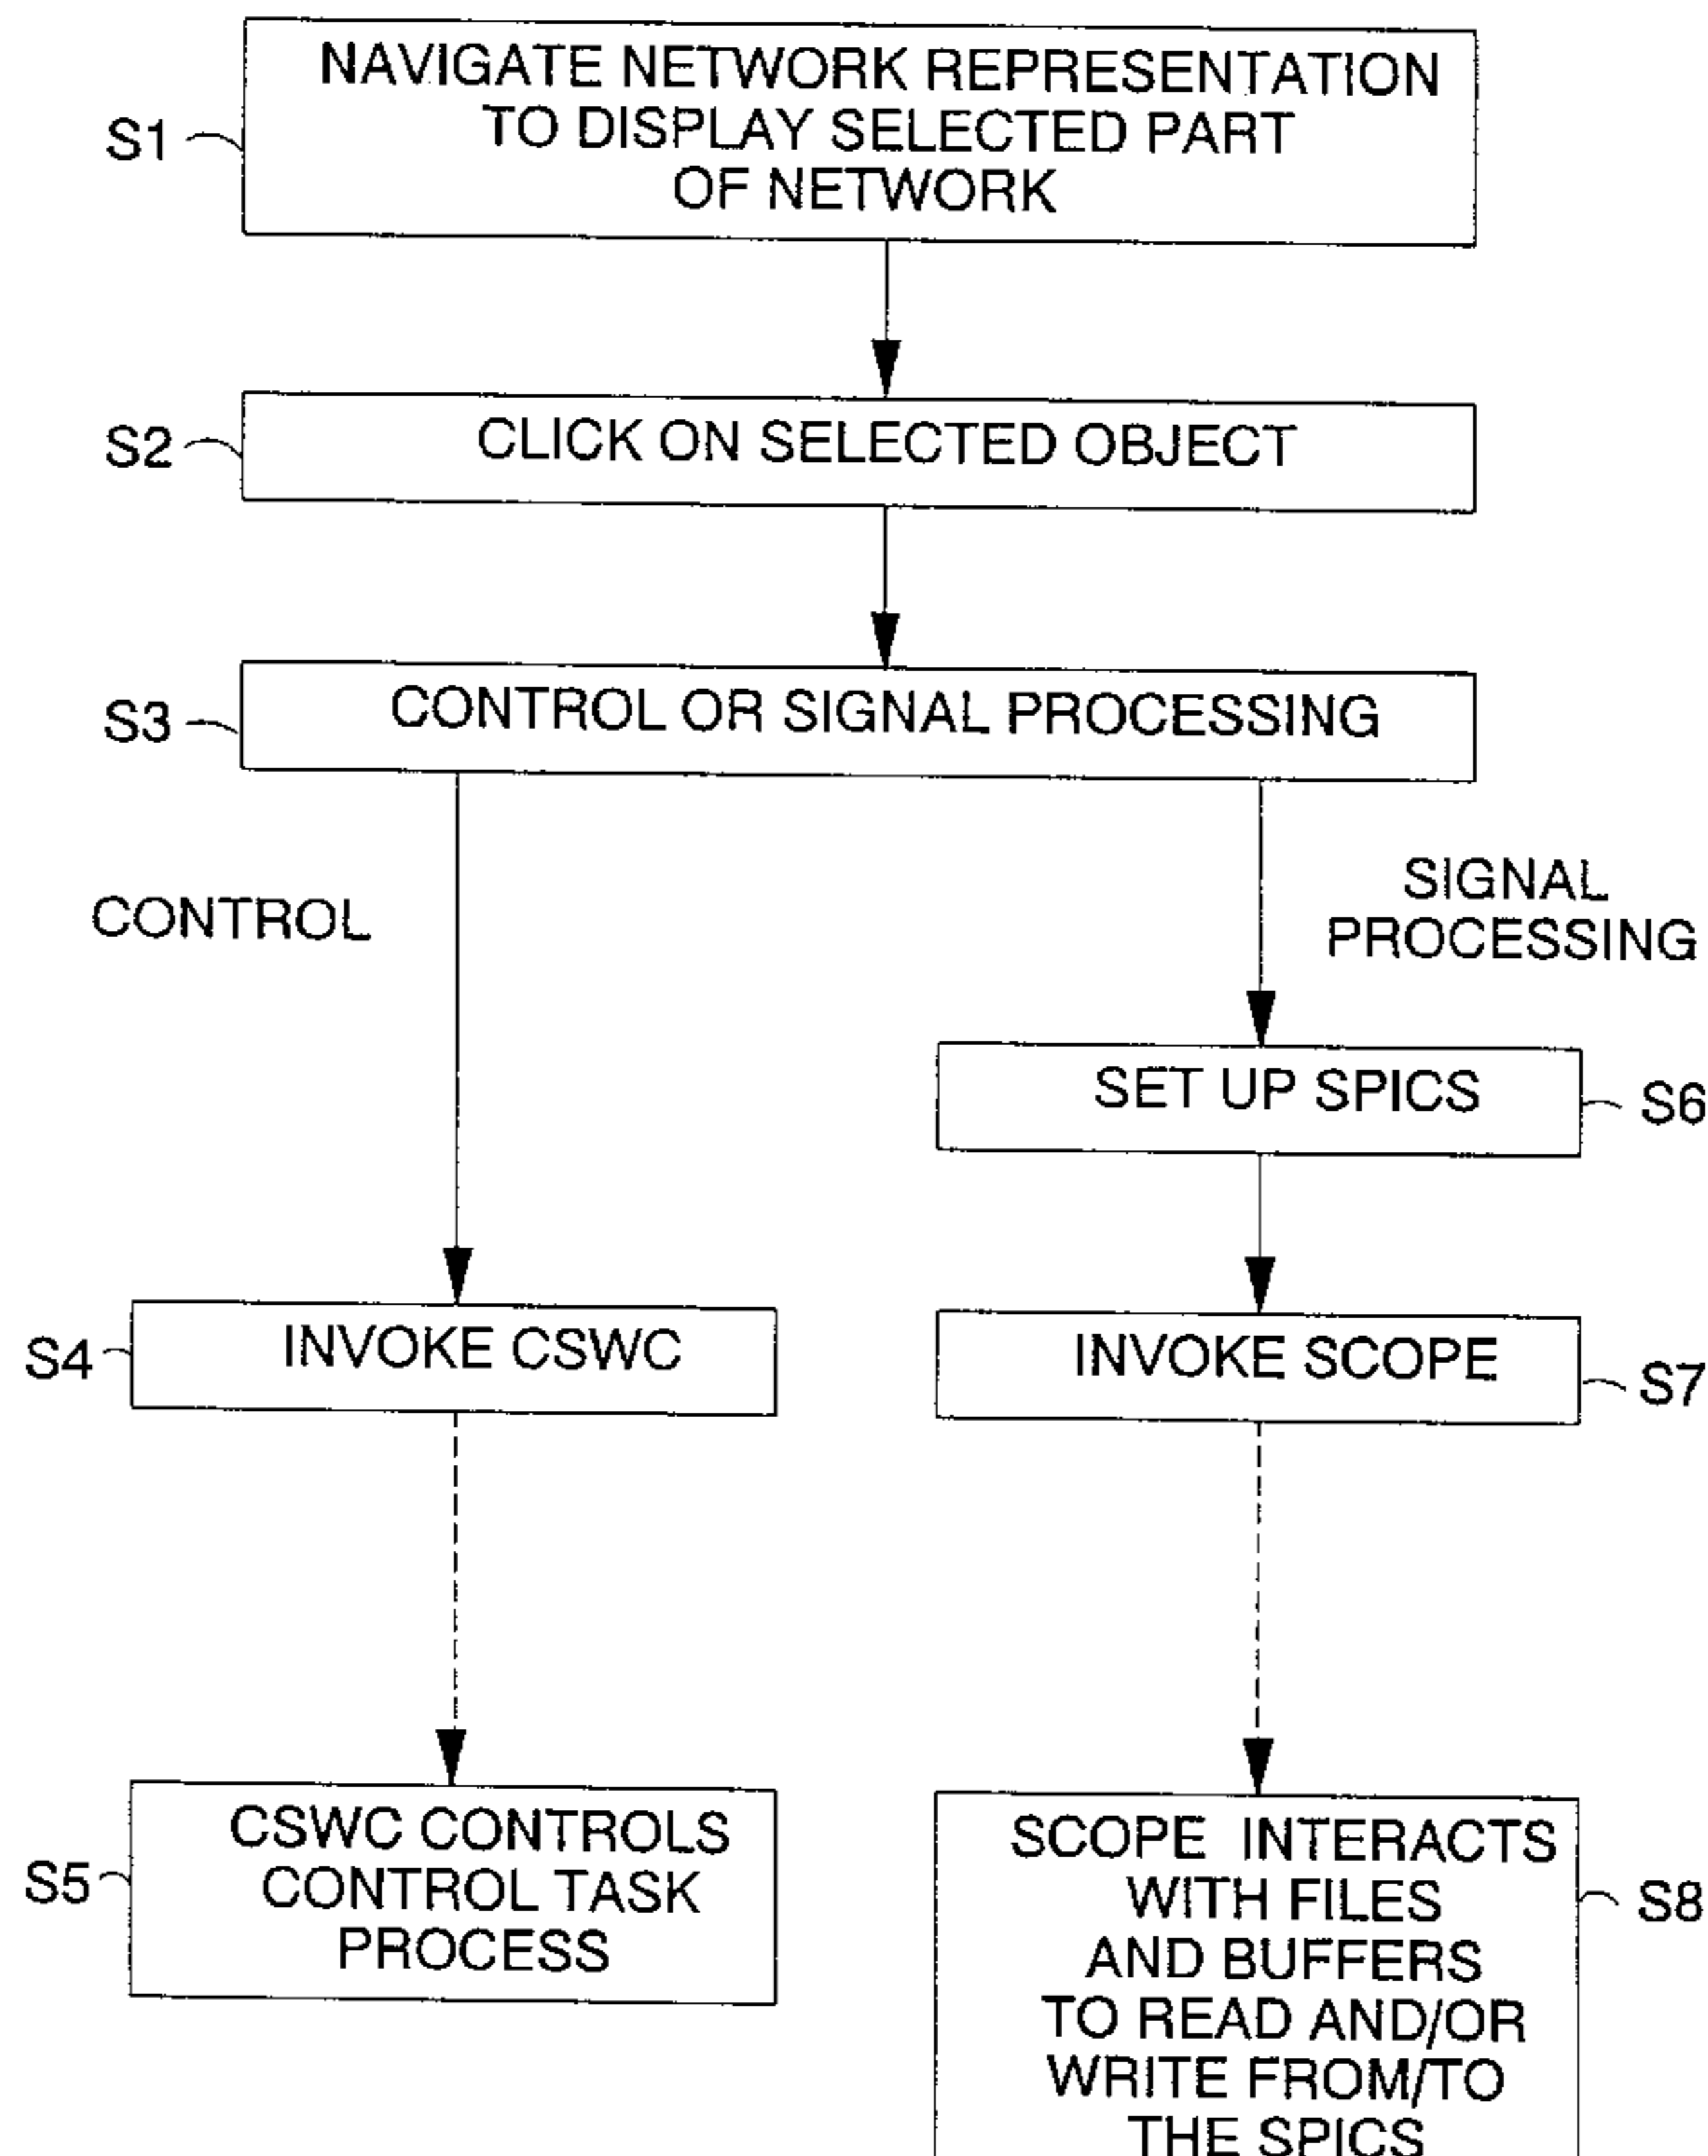 NAVIGATE NETWORK REPRESENTATION
TO DISPLAY SELECTED PART
OF NETWORK
S1
CLICK ON SELECTED OBJECT
S2
CONTROL OR SIGNAL PROCESSING
S3
CONTROL
SIGNAL
PROCESSING
SET UP SPICS
S6
INVOKE CSWC
S4
INVOKE SCOPE
S7
CSWC CONTROLS
CONTROL TASK
PROCESS
S5
SCOPE INTERACTS
WITH FILES
AND BUFFERS
TO READ AND/OR
WRITE FROM/TO
THE SPICS
S8